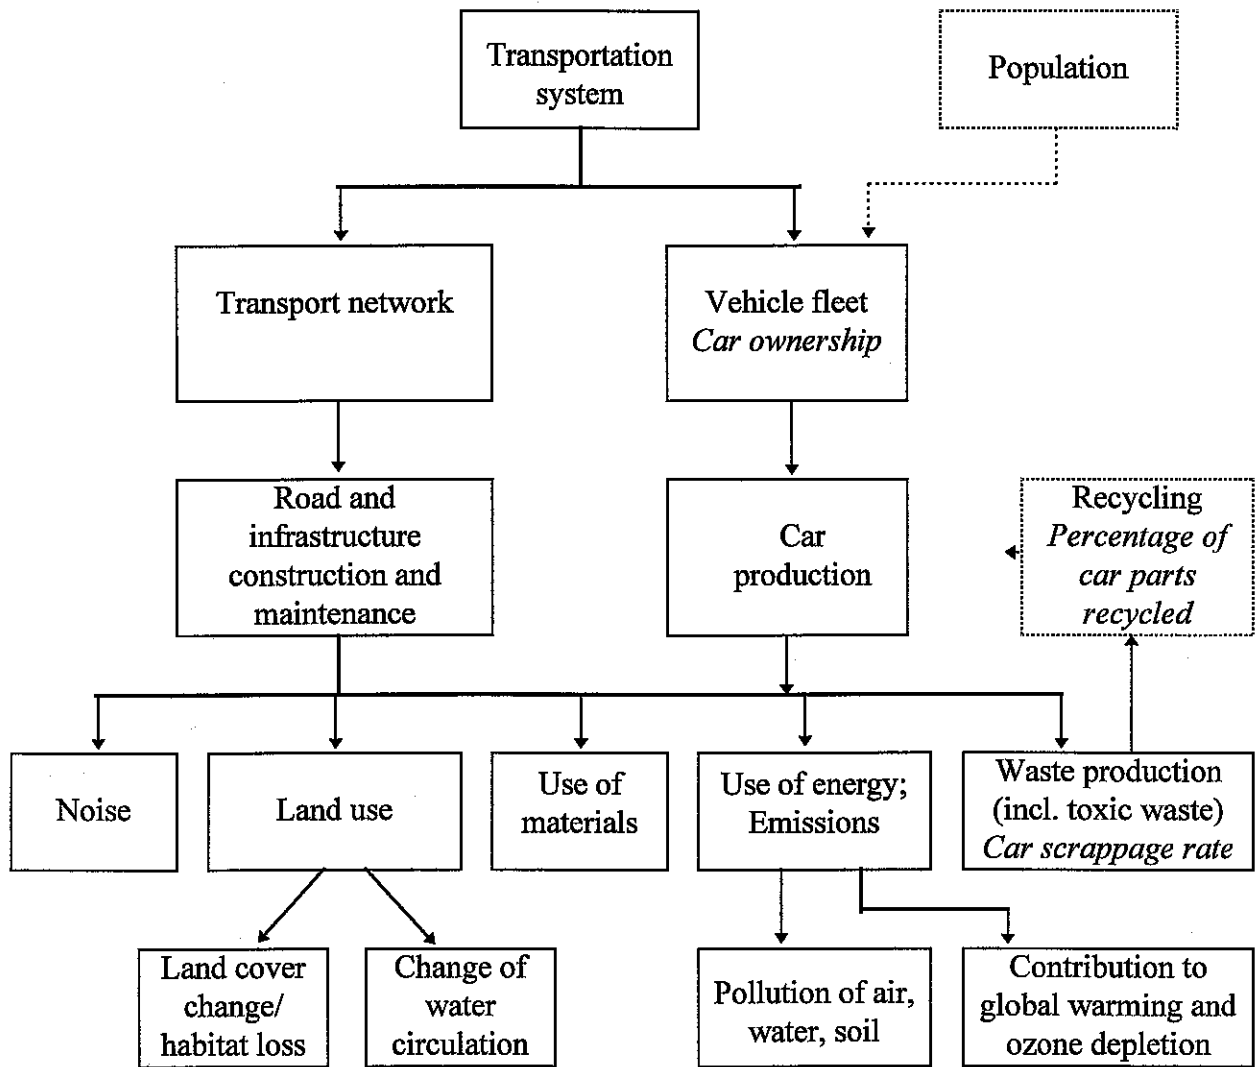 Transportation
system
Population
Transport network
Vehicle fleet
Car ownership
Road and
infrastructure
construction and
maintenance
Car
production
Recycling
Percentage of
car parts
recycled
Noise
Land use
Use of
materials
Use of energy;
Emissions
Waste production
(incl. toxic waste)
Car scrappage rate
Land cover
change/
habitat loss
Change of
water
circulation
Pollution of air,
water, soil
Contribution to
global warming and
ozone depletion